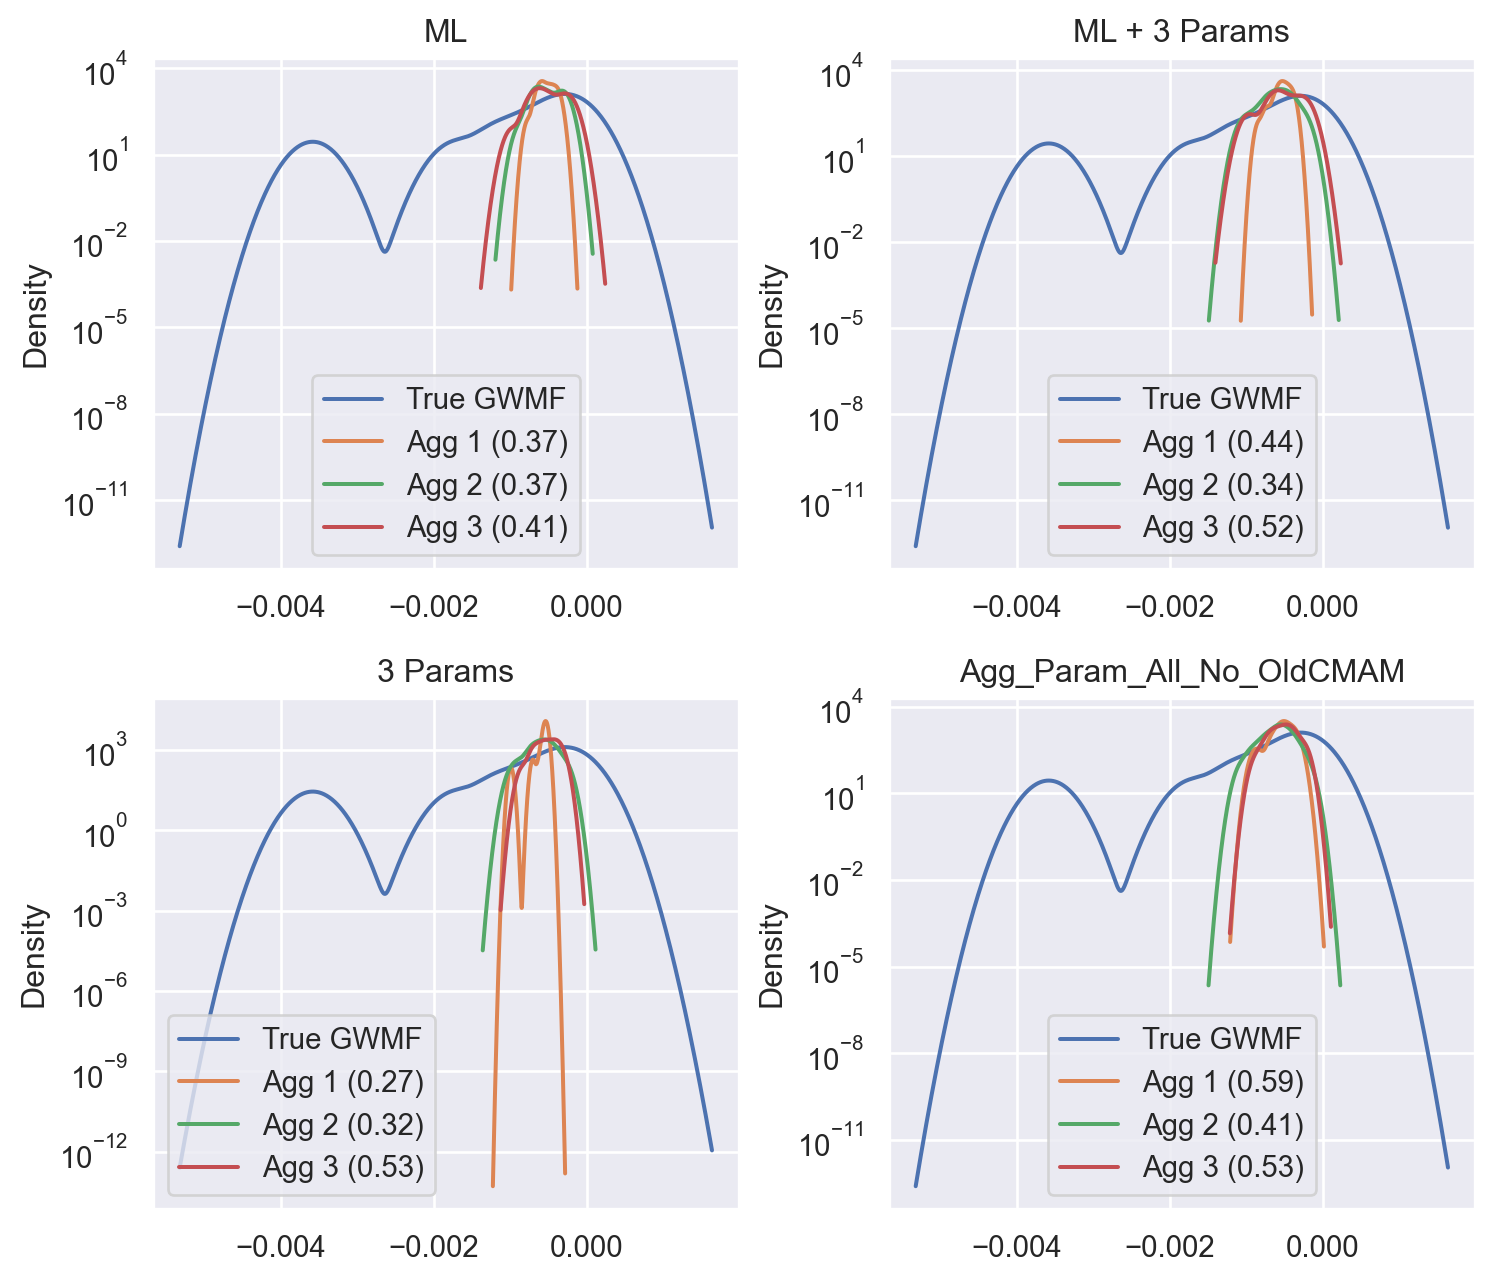 ML
10^4
10^1
10^−2
10^−5
10^−8
10^−11
Density
True GWMF
Agg 1 (0.37)
Agg 2 (0.37)
Agg 3 (0.41)
−0.004
−0.002
0.000
ML + 3 Params
10^4
10^1
10^−2
10^−5
10^−8
10^−11
Density
True GWMF
Agg 1 (0.44)
Agg 2 (0.34)
Agg 3 (0.52)
−0.004
−0.002
0.000
3 Params
10^3
10^0
10^−3
10^−6
10^−9
10^−12
Density
True GWMF
Agg 1 (0.27)
Agg 2 (0.32)
Agg 3 (0.53)
−0.004
−0.002
0.000
Agg_Param_All_No_OldCMAM
10^4
10^1
10^−2
10^−5
10^−8
10^−11
Density
True GWMF
Agg 1 (0.59)
Agg 2 (0.41)
Agg 3 (0.53)
−0.004
−0.002
0.000